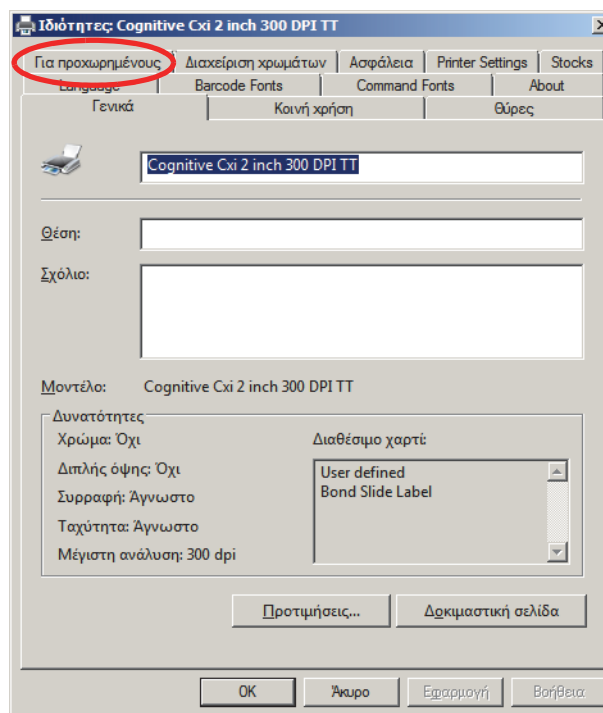 Ιδιότητες: Cognitive Cxi 2 inch 300 DPI TT
Για προχωρημένους Διαχείριση χρωμάτων Ασφάλεια Printer Settings Stocks
Language Barcode Fonts Command Fonts About
Γενικά Κοινή χρήση Θύρες
Cognitive Cxi 2 inch 300 DPI TT
Θέση:
Σχόλιο:
Μοντέλο: Cognitive Cxi 2 inch 300 DPI TT
Δυνατότητες
Χρώμα: Όχι Διαθέσιμο χαρτί:
Διπλής όψης: Όχι User defined
Συρραφή: Άγνωστο Bond Slide Label
Ταχύτητα: Άγνωστο
Μέγιστη ανάλυση: 300 dpi
Προτιμήσεις... Δοκιμαστική σελίδα
OK Άκυρο Εφαρμογή Βοήθεια